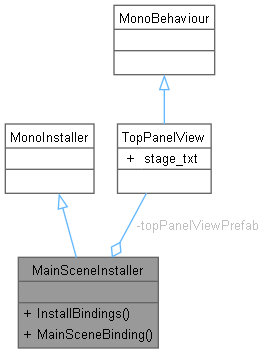 MonoBehaviour
MonoInstaller
TopPanelView
+ stage_txt
-topPanelViewPrefab
MainSceneInstaller
+ InstallBindings()
+ MainSceneBinding()